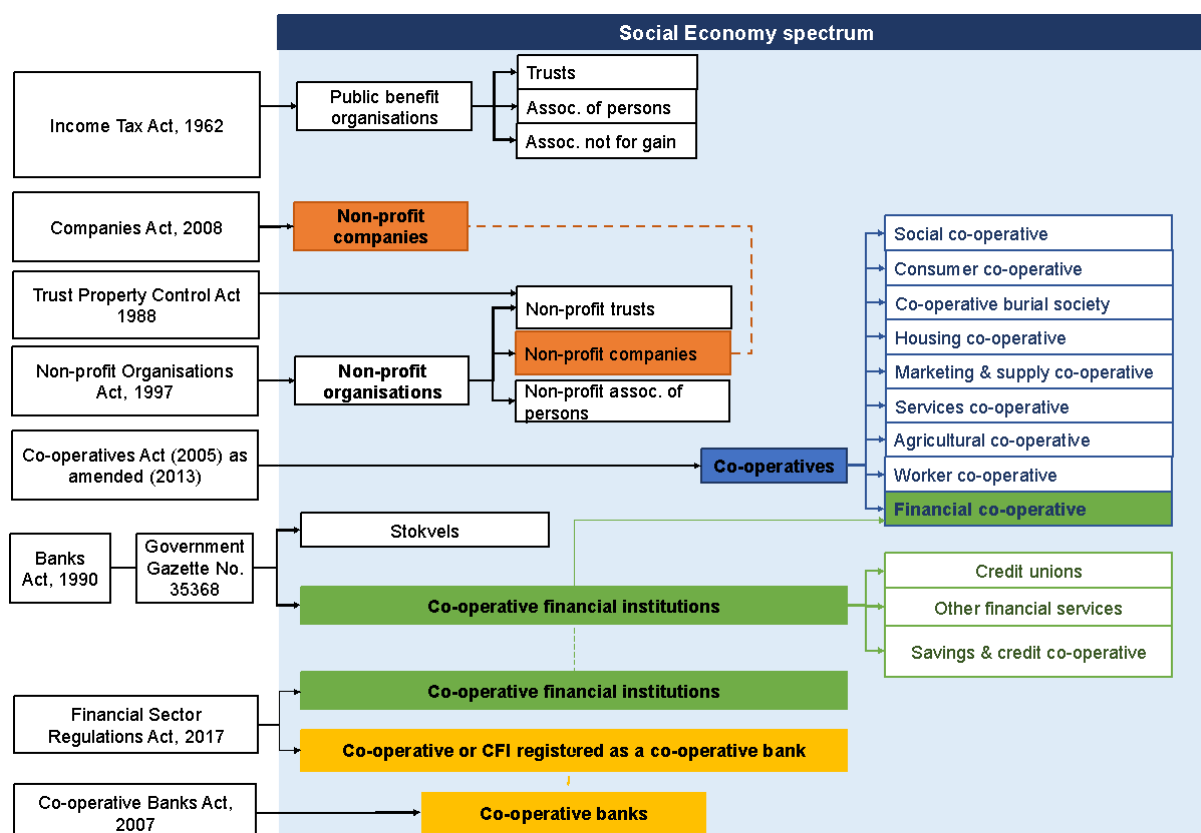 Social Economy spectrum
Income Tax Act, 1962
Public benefit
organisations
Trusts
Assoc. of persons
Assoc. not for gain
Companies Act, 2008
Non-profit
companies
Trust Property Control Act
1988
Non-profit trusts
Non-profit companies
Non-profit assoc. of
persons
Non-profit Organisations
Act, 1997
Non-profit
organisations
Co-operatives Act (2005) as
amended (2013)
Co-operatives
Social co-operative
Consumer co-operative
Co-operative burial society
Housing co-operative
Marketing & supply co-operative
Services co-operative
Agricultural co-operative
Worker co-operative
Financial co-operative
Banks
Act, 1990
Government
Gazette No.
35368
Stokvels
Co-operative financial institutions
Credit unions
Other financial services
Savings & credit co-operative
Financial Sector
Regulations Act, 2017
Co-operative financial institutions
Co-operative or CFI registered as a co-operative bank
Co-operative Banks Act,
2007
Co-operative banks